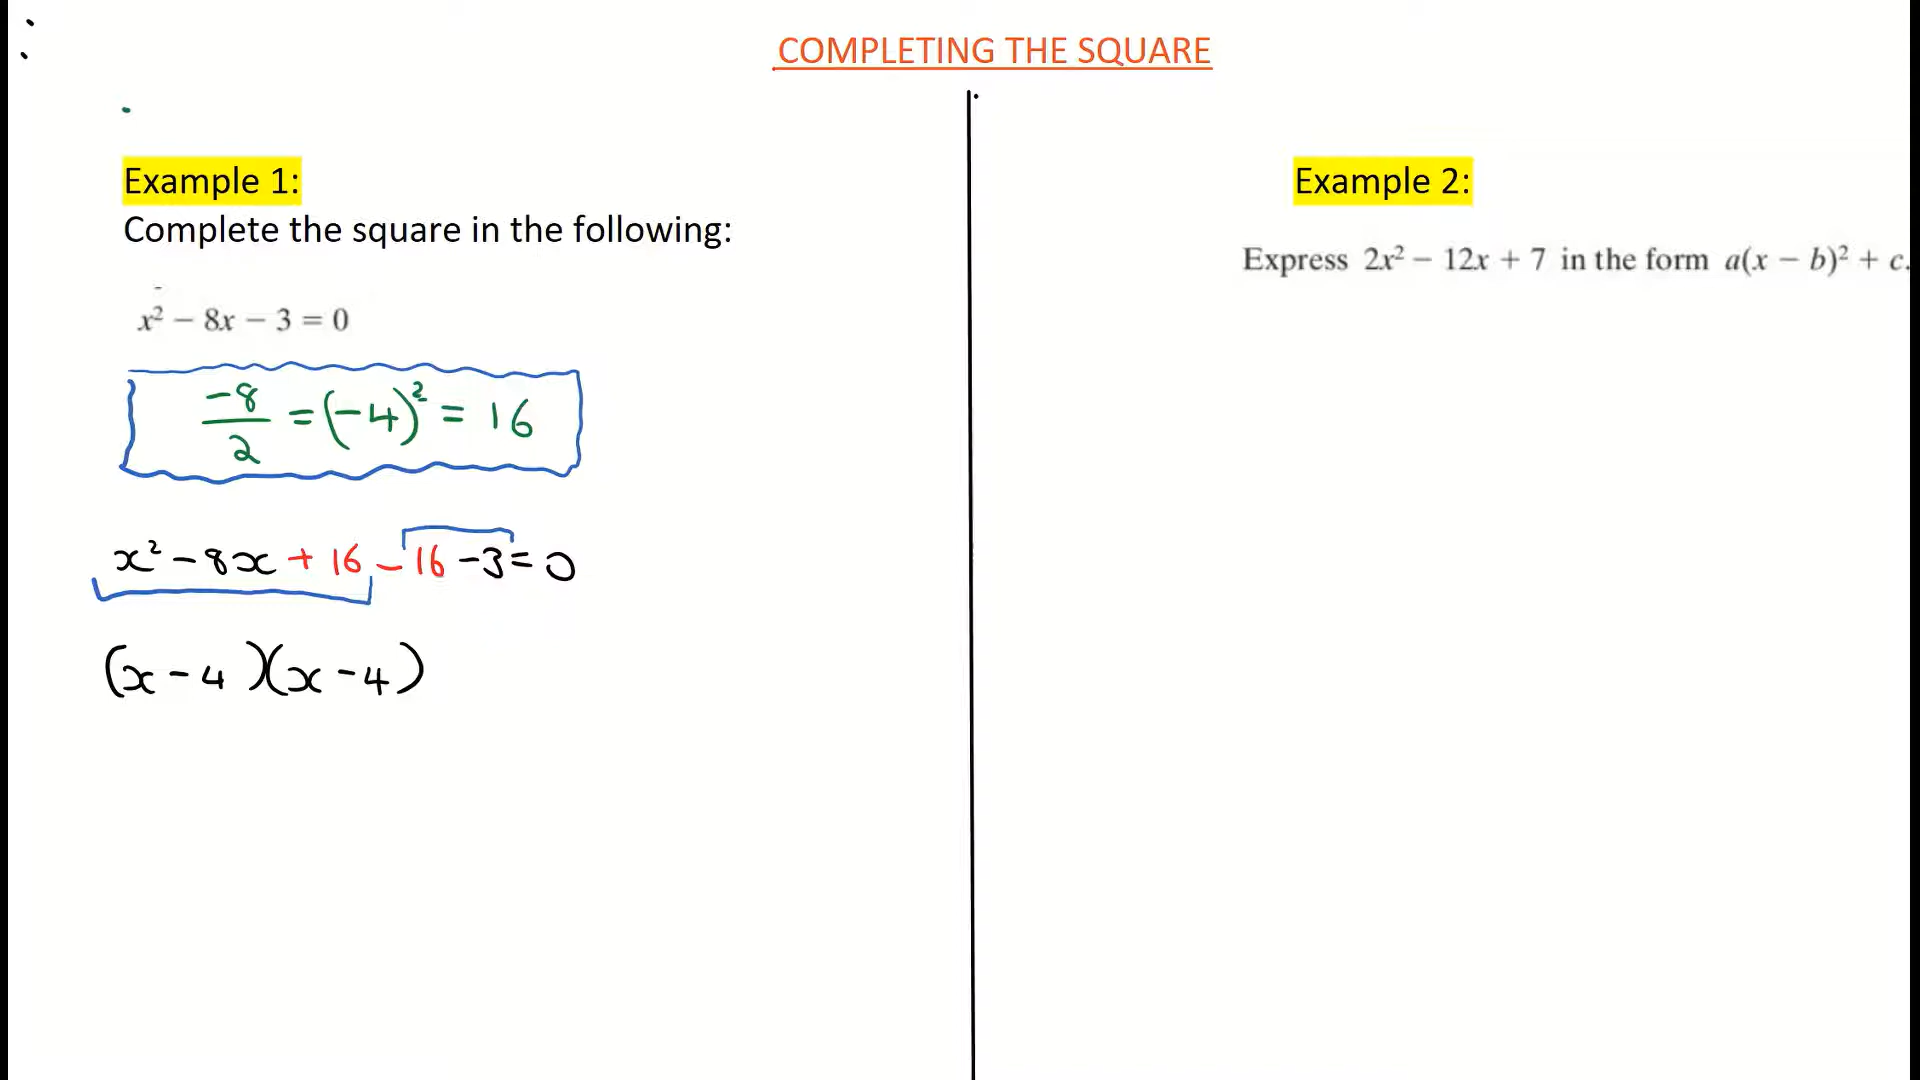 COMPLETING THE SQUARE
Example 1:
Complete the square in the following:
x² − 8x − 3 = 0
−8/2 = (−4)² = 16
x² − 8x + 16 − 16 − 3 = 0
(x − 4)(x − 4)
Example 2:
Express 2x² − 12x + 7 in the form a(x − b)² + c.